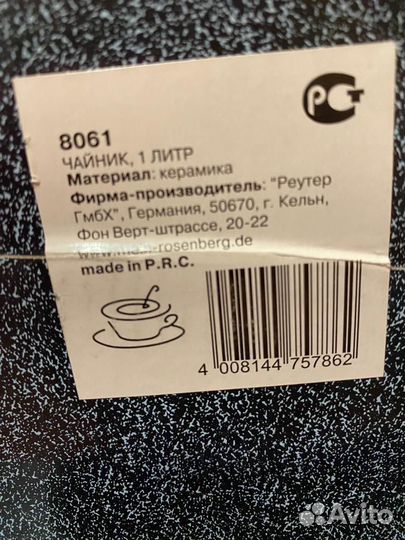 РСТ
8061
ЧАЙНИК, 1 ЛИТР
Материал: керамика
Фирма-производитель: "Реутер
ГмбХ", Германия, 50670, г. Кельн,
Фон Верт-штрассе, 20-22
rosenberg.de
made in P.R.C.
4 008144 757862
Avito